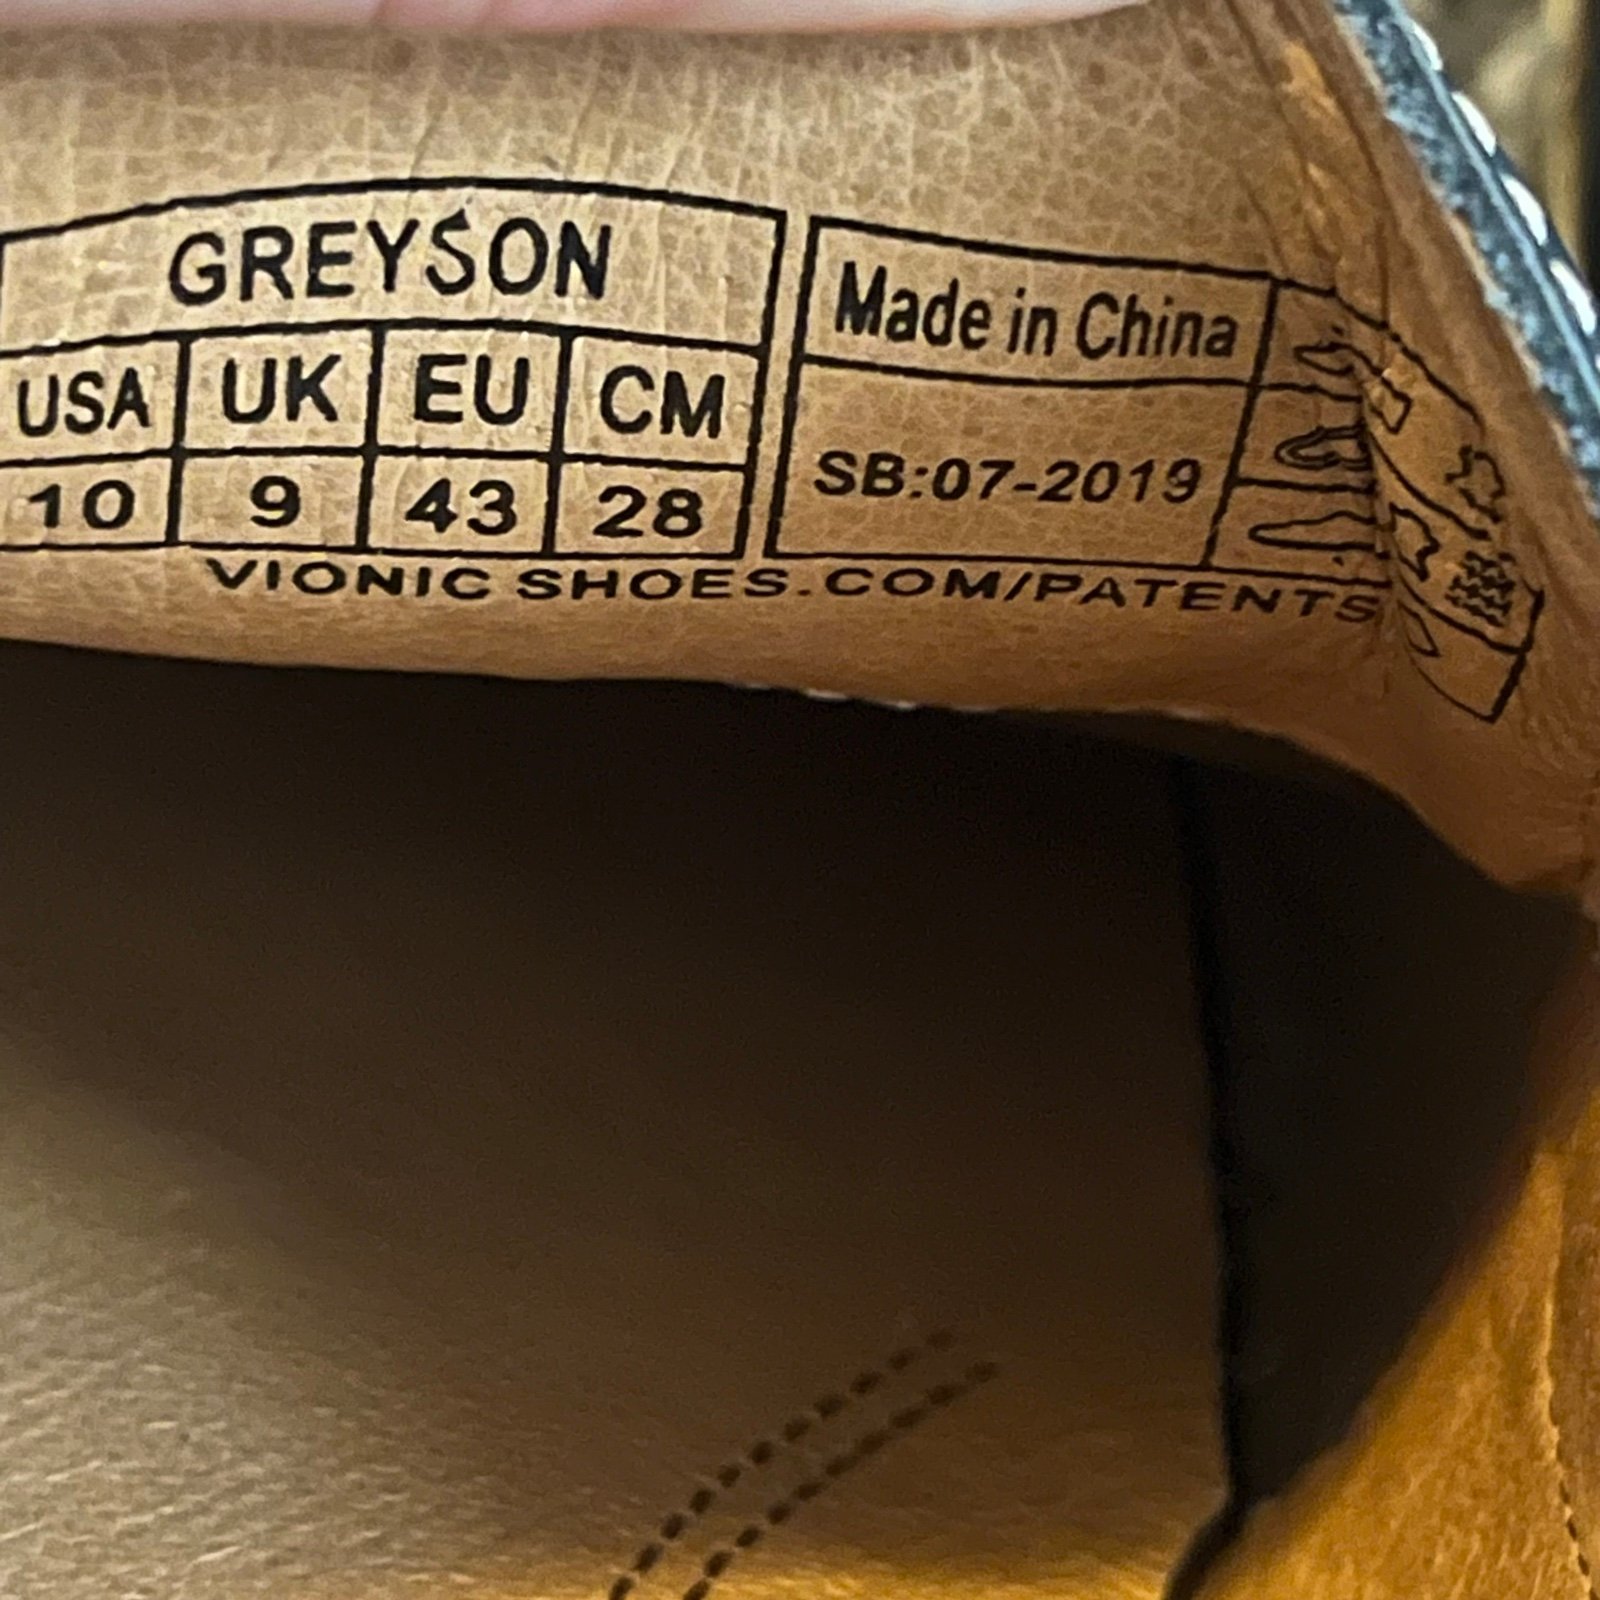 GREYSON
USA UK EU CM
10 9 43 28
Made in China
SB:07-2019
VIONIC SHOES.COM/PATENTS